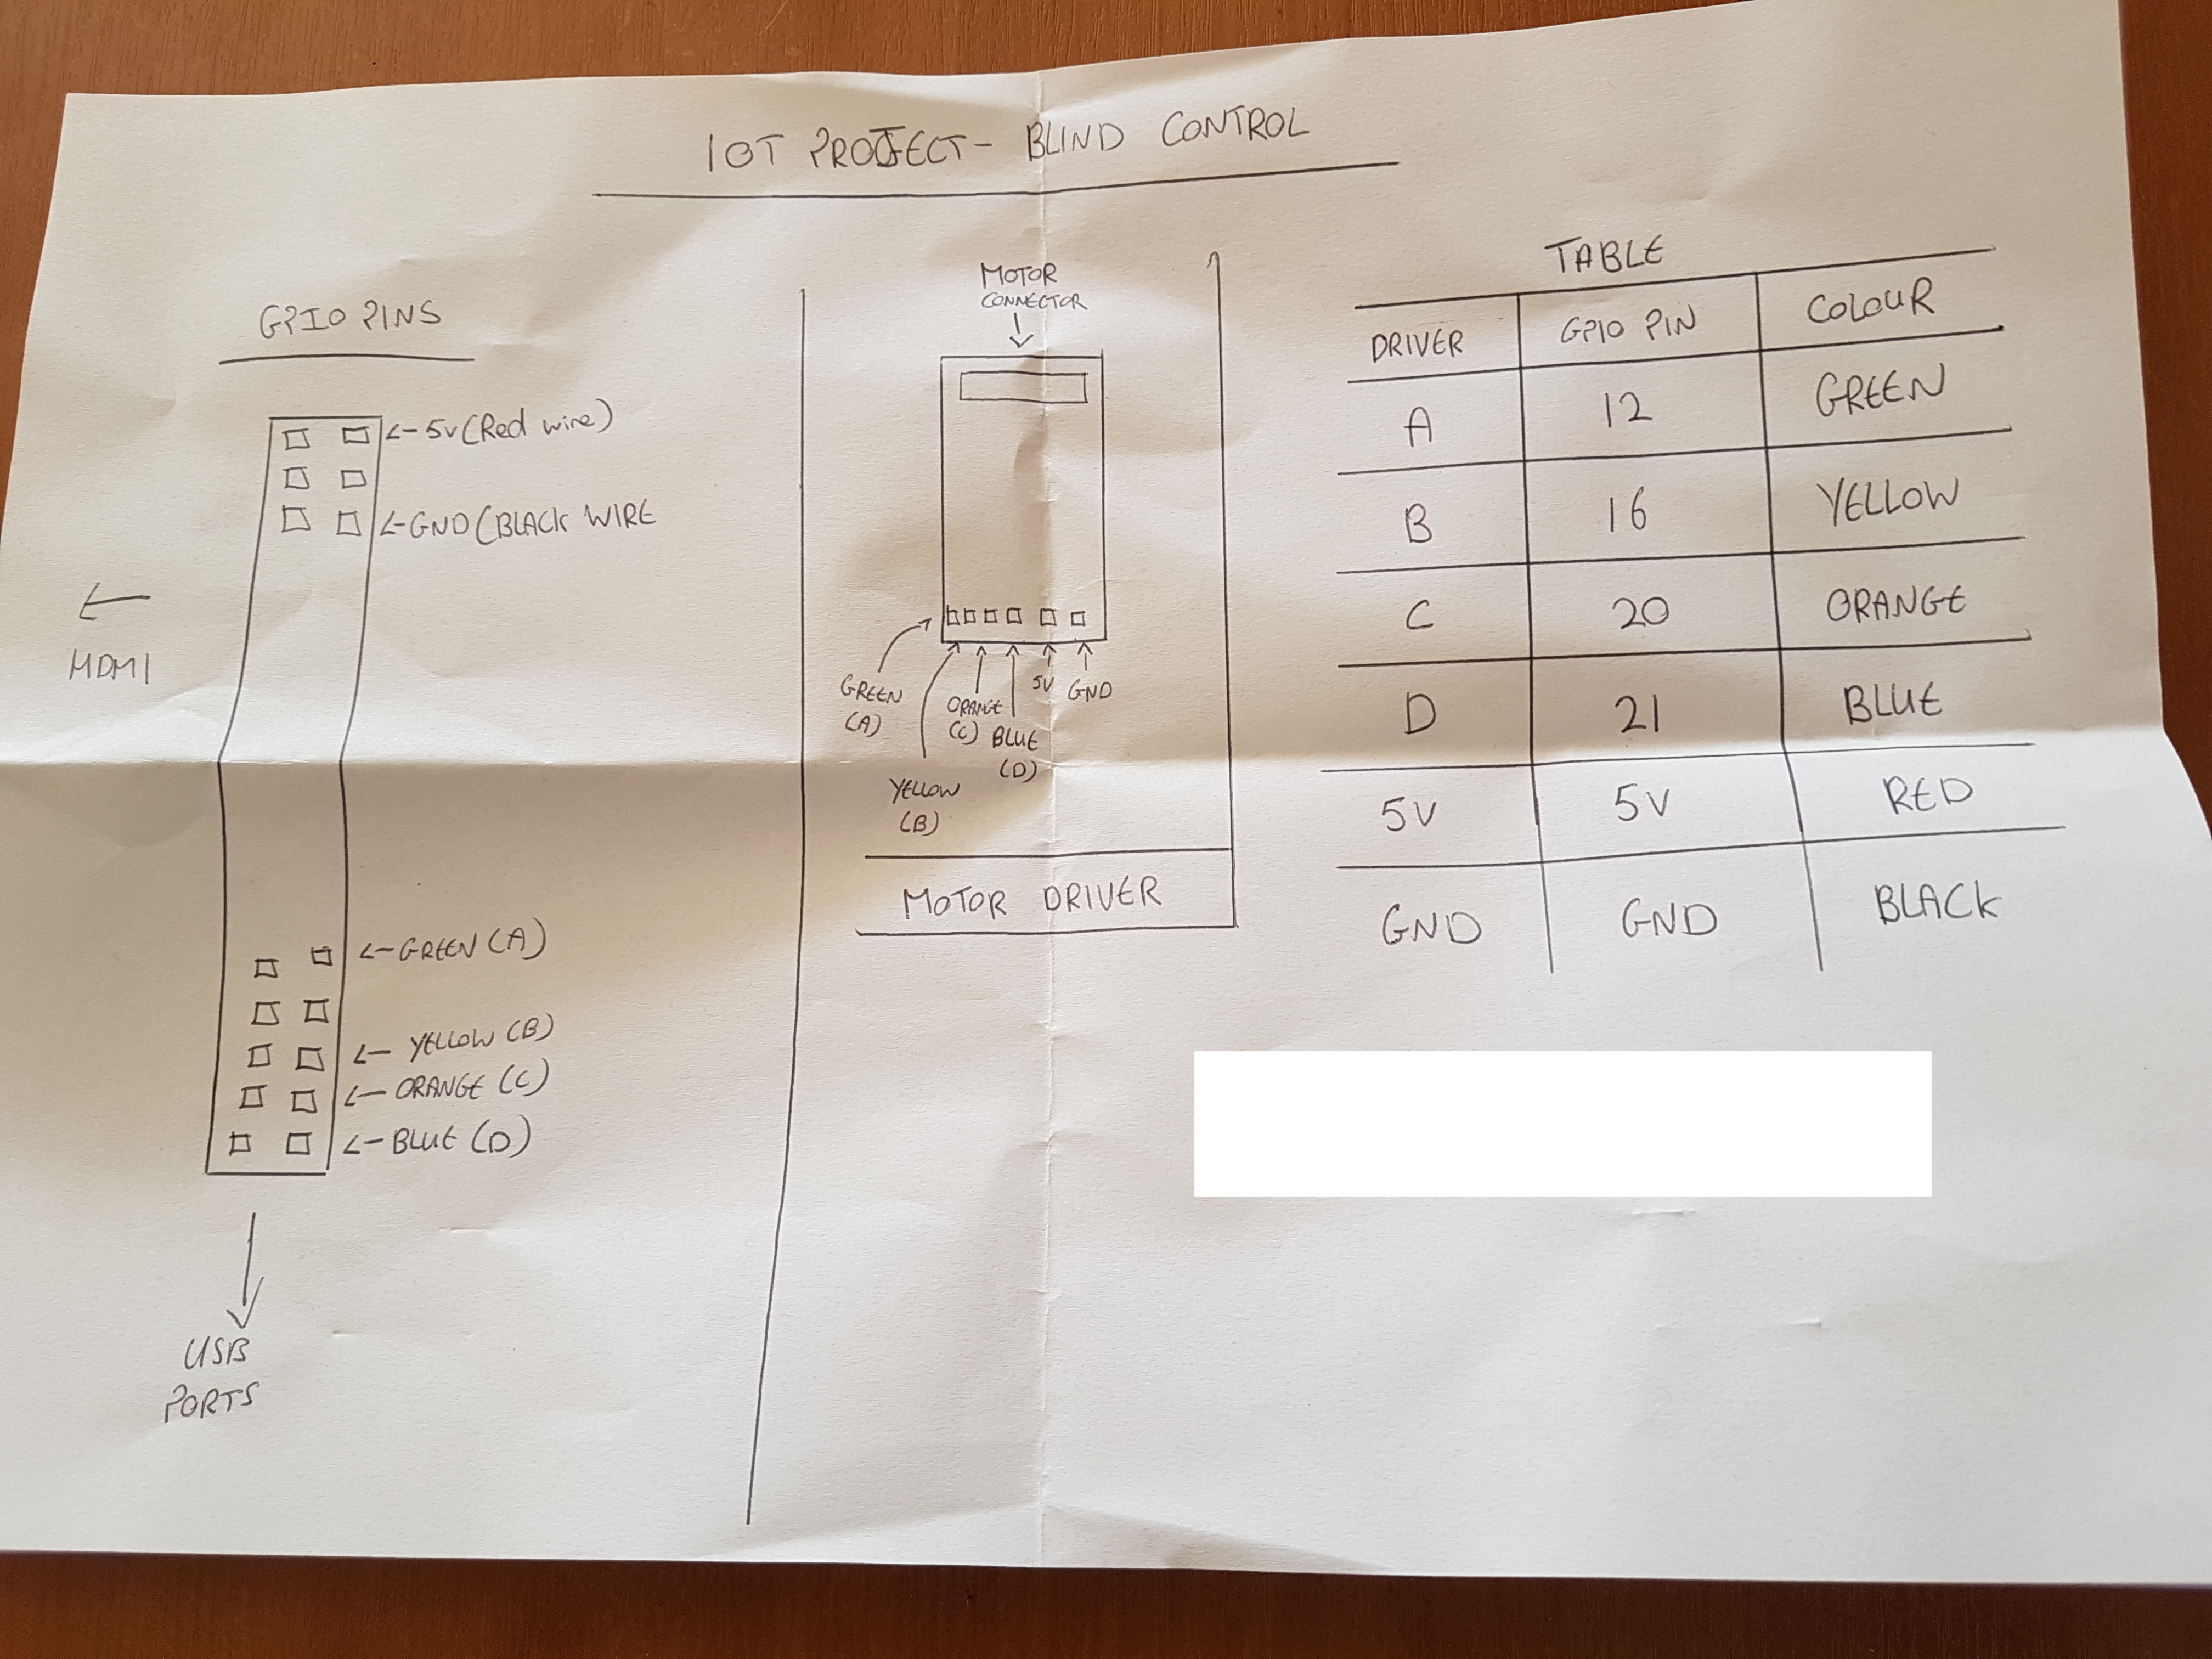 IOT PROJECT - BLIND CONTROL
GPIO PINS
←5v (Red wire)
←GND (BLACK WIRE
←
HDMI
←GREEN (A)
← YELLOW (B)
← ORANGE (C)
←BLUE (D)
USB
PORTS
MOTOR
CONNECTOR
GREEN
(A)
YELLOW
(B)
ORANGE
(C)
BLUE
(D)
5V
GND
MOTOR DRIVER
TABLE
DRIVER GPIO PIN COLOUR
A 12 GREEN
B 16 YELLOW
C 20 ORANGE
D 21 BLUE
5V 5V RED
GND GND BLACK